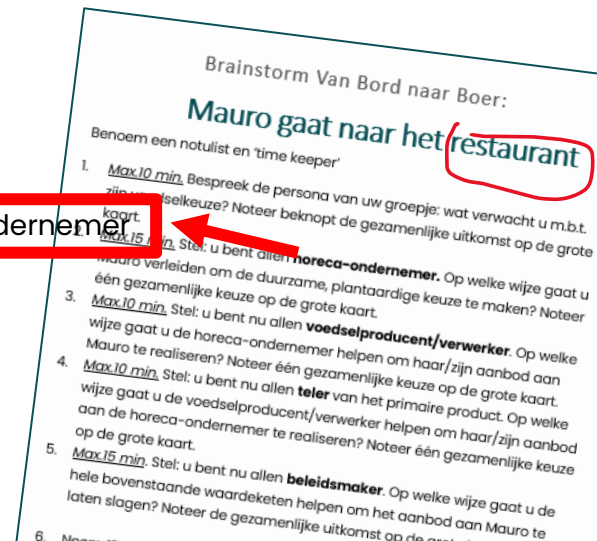 Brainstorm Van Bord naar Boer:
Mauro gaat naar het restaurant
Benoem een notulist en 'time keeper'
1. Max.10 min. Bespreek de persona van uw groepje: wat verwacht u m.b.t.
zijn voedselkeuze? Noteer beknopt de gezamenlijke uitkomst op de grote
kaart.
dernemer
2. Max.15 min. Stel: u bent allen horeca-ondernemer. Op welke wijze gaat u
Mauro verleiden om de duurzame, plantaardige keuze te maken? Noteer
één gezamenlijke keuze op de grote kaart.
3. Max.10 min. Stel: u bent nu allen voedselproducent/verwerker. Op welke
wijze gaat u de horeca-ondernemer helpen om haar/zijn aanbod aan
Mauro te realiseren? Noteer één gezamenlijke keuze op de grote kaart.
4. Max.10 min. Stel: u bent nu allen teler van het primaire product. Op welke
wijze gaat u de voedselproducent/verwerker helpen om haar/zijn aanbod
aan de horeca-ondernemer te realiseren? Noteer één gezamenlijke keuze
op de grote kaart.
5. Max.15 min. Stel: u bent nu allen beleidsmaker. Op welke wijze gaat u de
hele bovenstaande waardeketen helpen om het aanbod aan Mauro te
laten slagen? Noteer de gezamenlijke uitkomst op de
6.